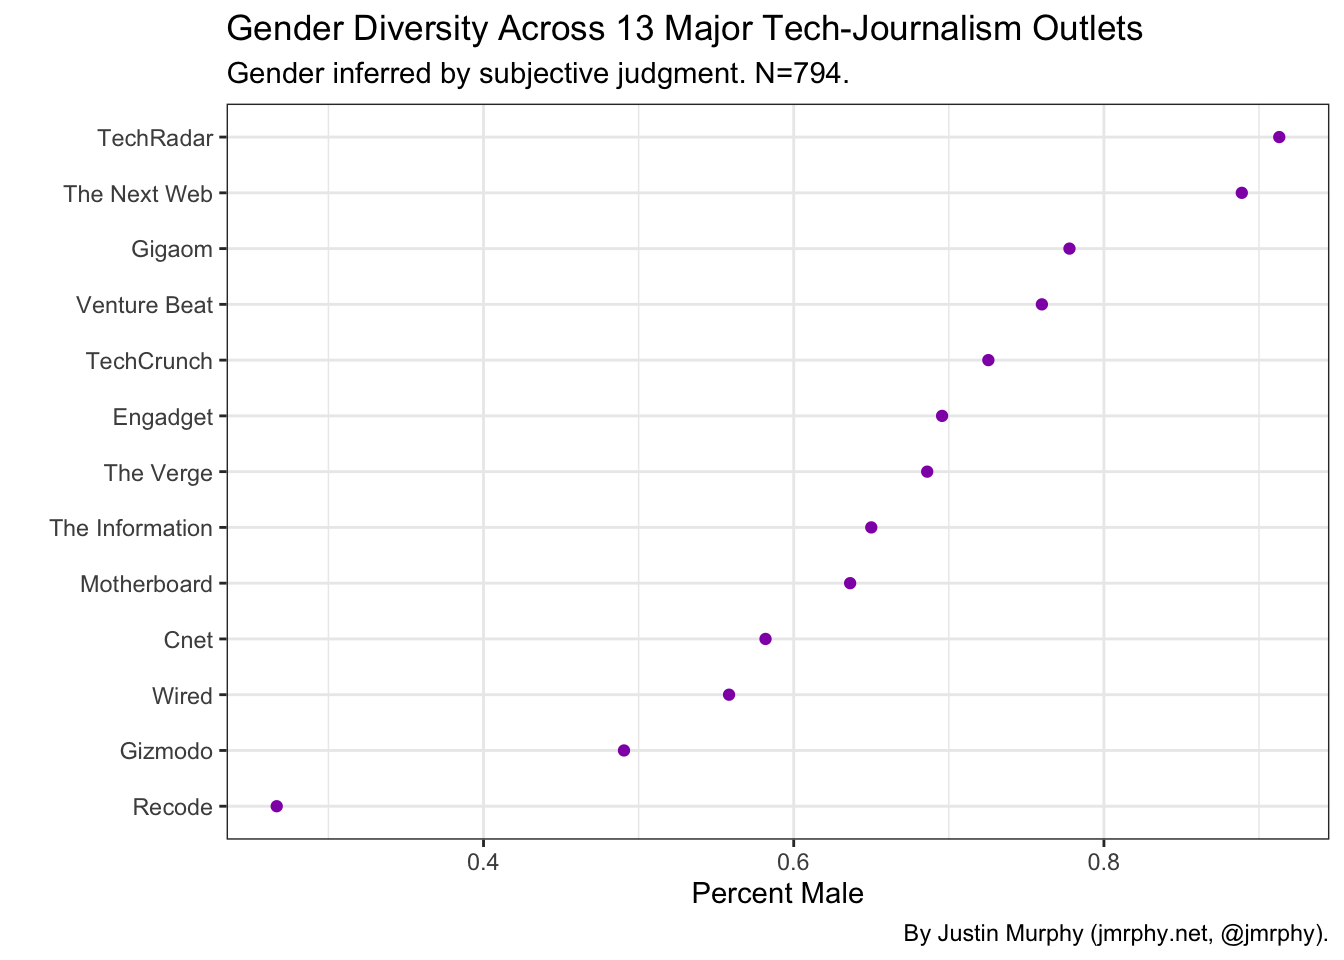 Gender Diversity Across 13 Major Tech-Journalism Outlets
Gender inferred by subjective judgment. N=794.
TechRadar
The Next Web
Gigaom
Venture Beat
TechCrunch
Engadget
The Verge
The Information
Motherboard
Cnet
Wired
Gizmodo
Recode
0.4 0.6 0.8
Percent Male
By Justin Murphy (jmrphy.net, @jmrphy).